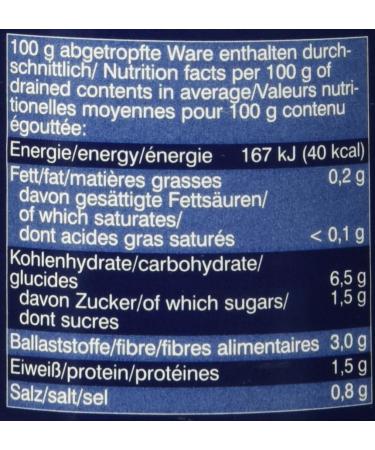 100 g abgetropfte Ware enthalten durch-
schnittlich/ Nutrition facts per 100 g of
drained contents in average/Valeurs nutri-
tionelles moyennes pour 100 g contenu
égouttée:
Energie/energy/énergie 167 kJ (40 kcal)
Fett/fat/matières grasses 0,2 g
davon gesättigte Fettsäuren/
of which saturates/
dont acides gras saturés < 0,1 g
Kohlenhydrate/carbohydrate/
glucides 6,5 g
davon Zucker/of which sugars/ 1,5 g
dont sucres
Ballaststoffe/fibre/fibres alimentaires 3,0 g
Eiweiß/protein/protéines 1,5 g
Salz/salt/sel 0,8 g